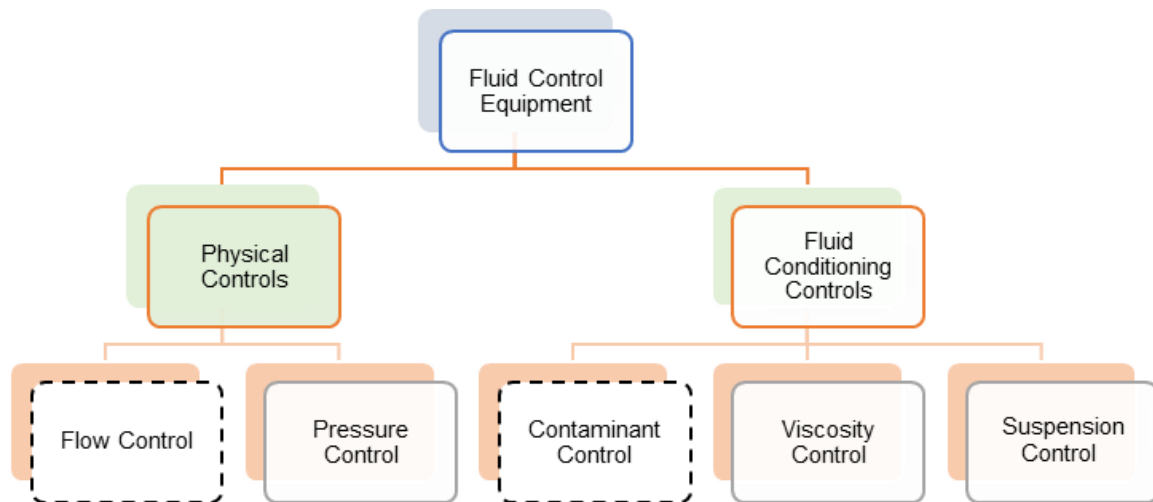 Fluid Control
Equipment
Physical
Controls
Fluid
Conditioning
Controls
Flow Control
Pressure
Control
Contaminant
Control
Viscosity
Control
Suspension
Control